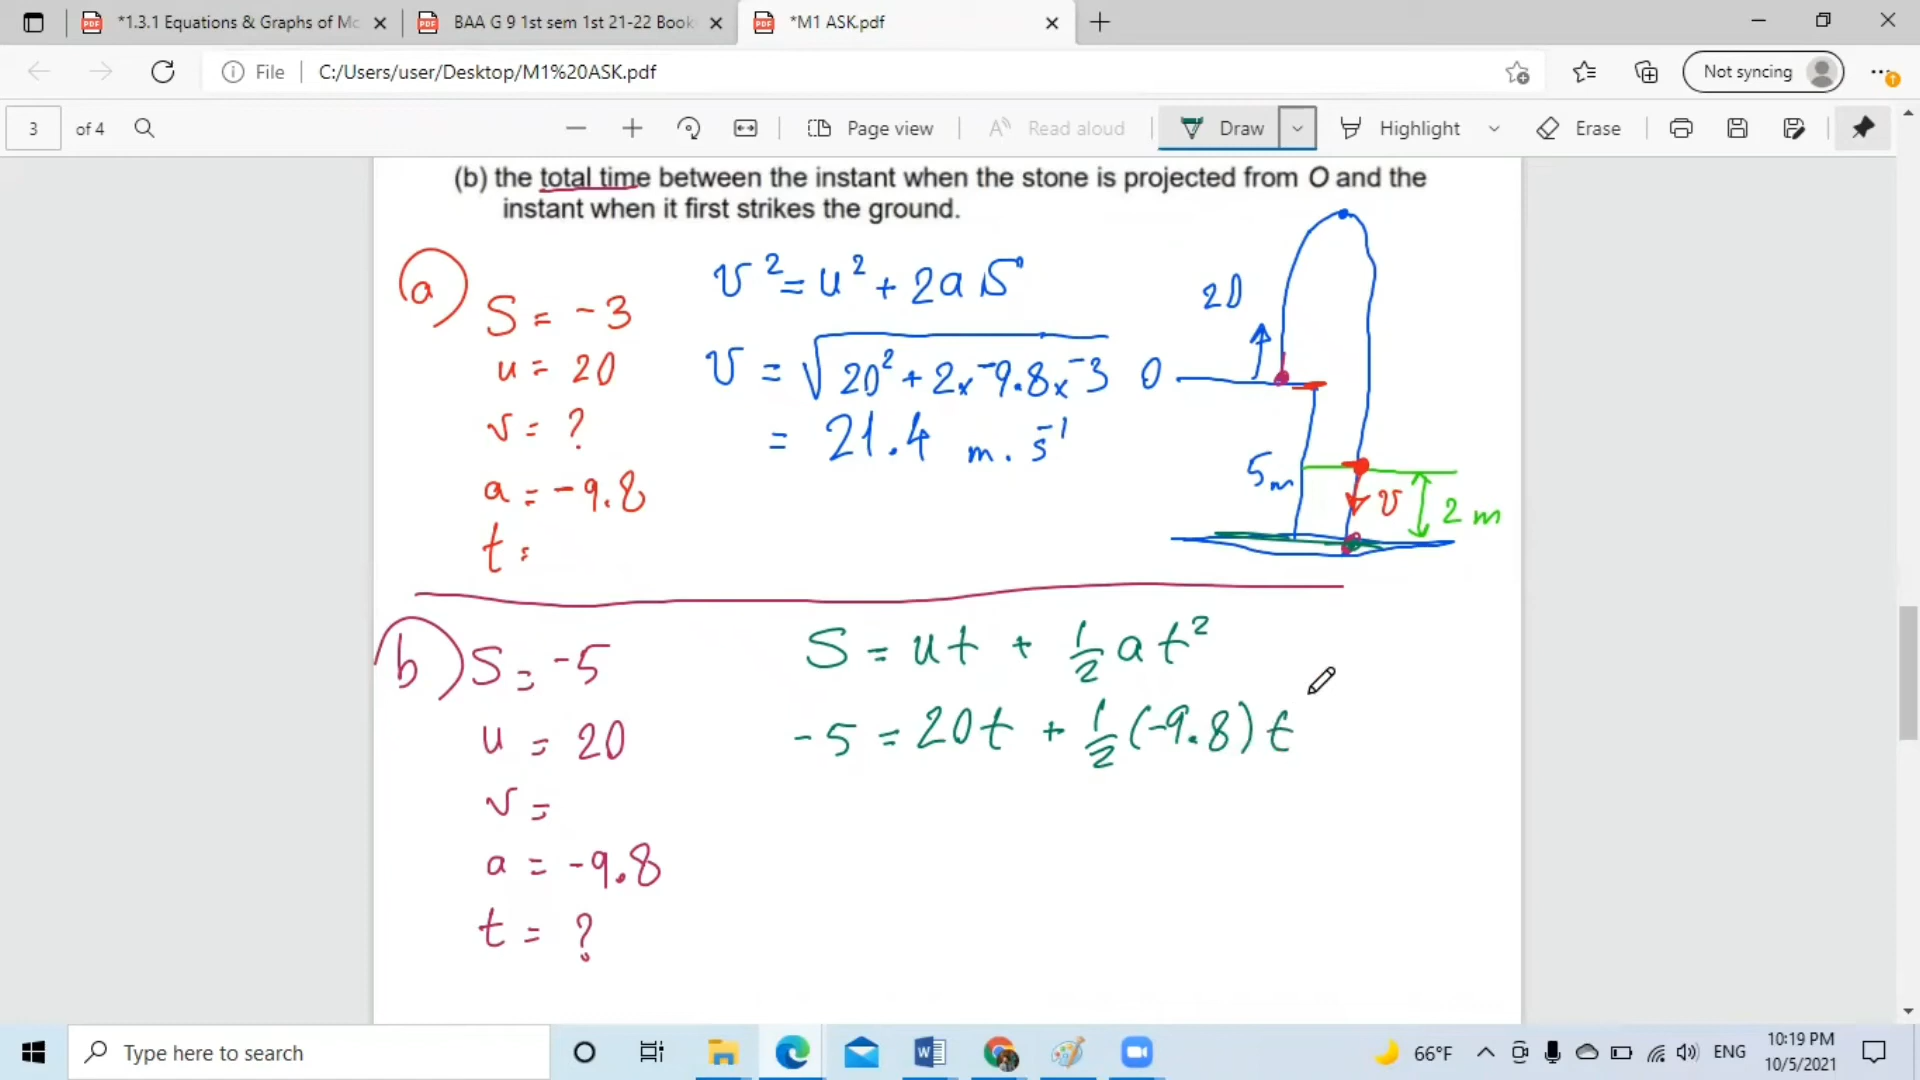 *1.3.1 Equations & Graphs of Mo
BAA G 9 1st sem 1st 21-22 Book
*M1 ASK.pdf
File
C:/Users/user/Desktop/M1%20ASK.pdf
Not syncing
3 of 4
Page view
Read aloud
Draw
Highlight
Erase
(b) the total time between the instant when the stone is projected from O and the
instant when it first strikes the ground.
a
S = -3
u = 20
v = ?
a = -9.8
t =
v² = u² + 2aS
v = √20² + 2x⁻9.8x⁻3
= 21.4 m.s⁻¹
20
O
5m
v
2 m
b
S = -5
u = 20
v =
a = -9.8
t = ?
S = ut + ½at²
-5 = 20t + ½(-9.8)t
Type here to search
66°F
ENG
10:19 PM
10/5/2021